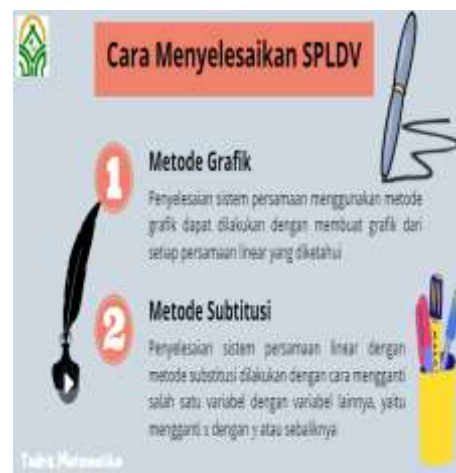 Cara Menyelesaikan SPLDV
1
Metode Grafik
Penyelesaian sistem persamaan menggunakan metode
grafik dapat dilakukan dengan membuat grafik dari
setiap persamaan linear yang diketahui
2
Metode Subtitusi
Penyelesaian sistem persamaan linear dengan
metode substitusi dilakukan dengan cara mengganti
salah satu variabel dengan variabel lainnya, yaitu
mengganti x dengan y atau sebaliknya
Tadris Matematika